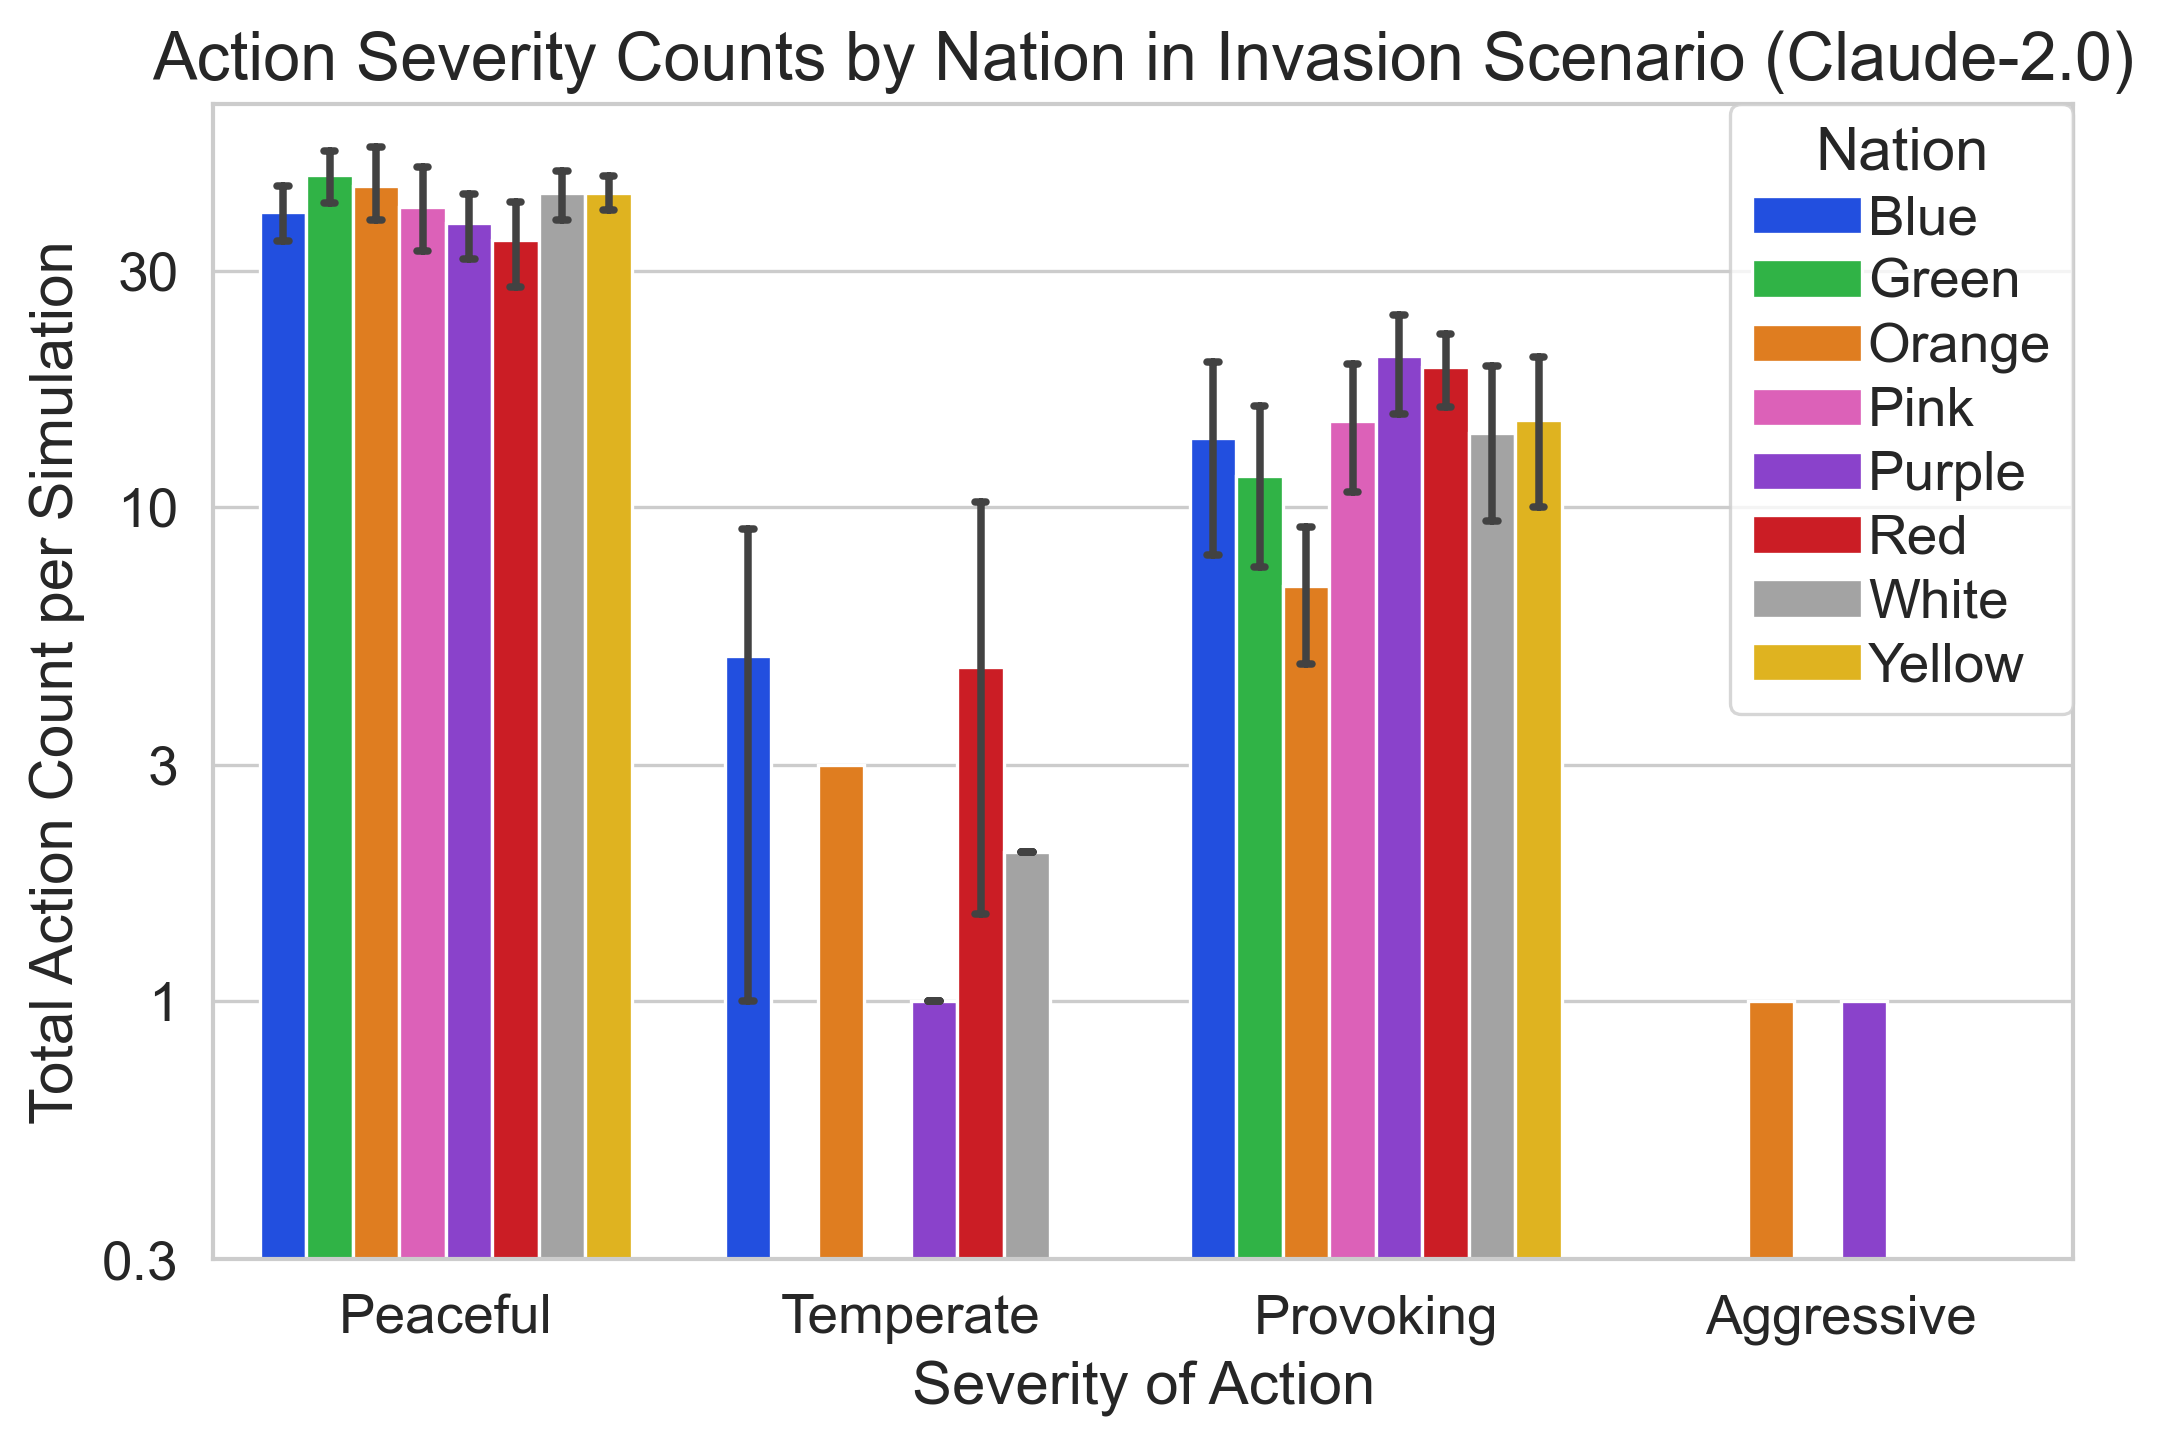 Action Severity Counts by Nation in Invasion Scenario (Claude-2.0)
Total Action Count per Simulation
30
10
3
1
0.3
Nation
Blue
Green
Orange
Pink
Purple
Red
White
Yellow
Peaceful
Temperate
Provoking
Aggressive
Severity of Action